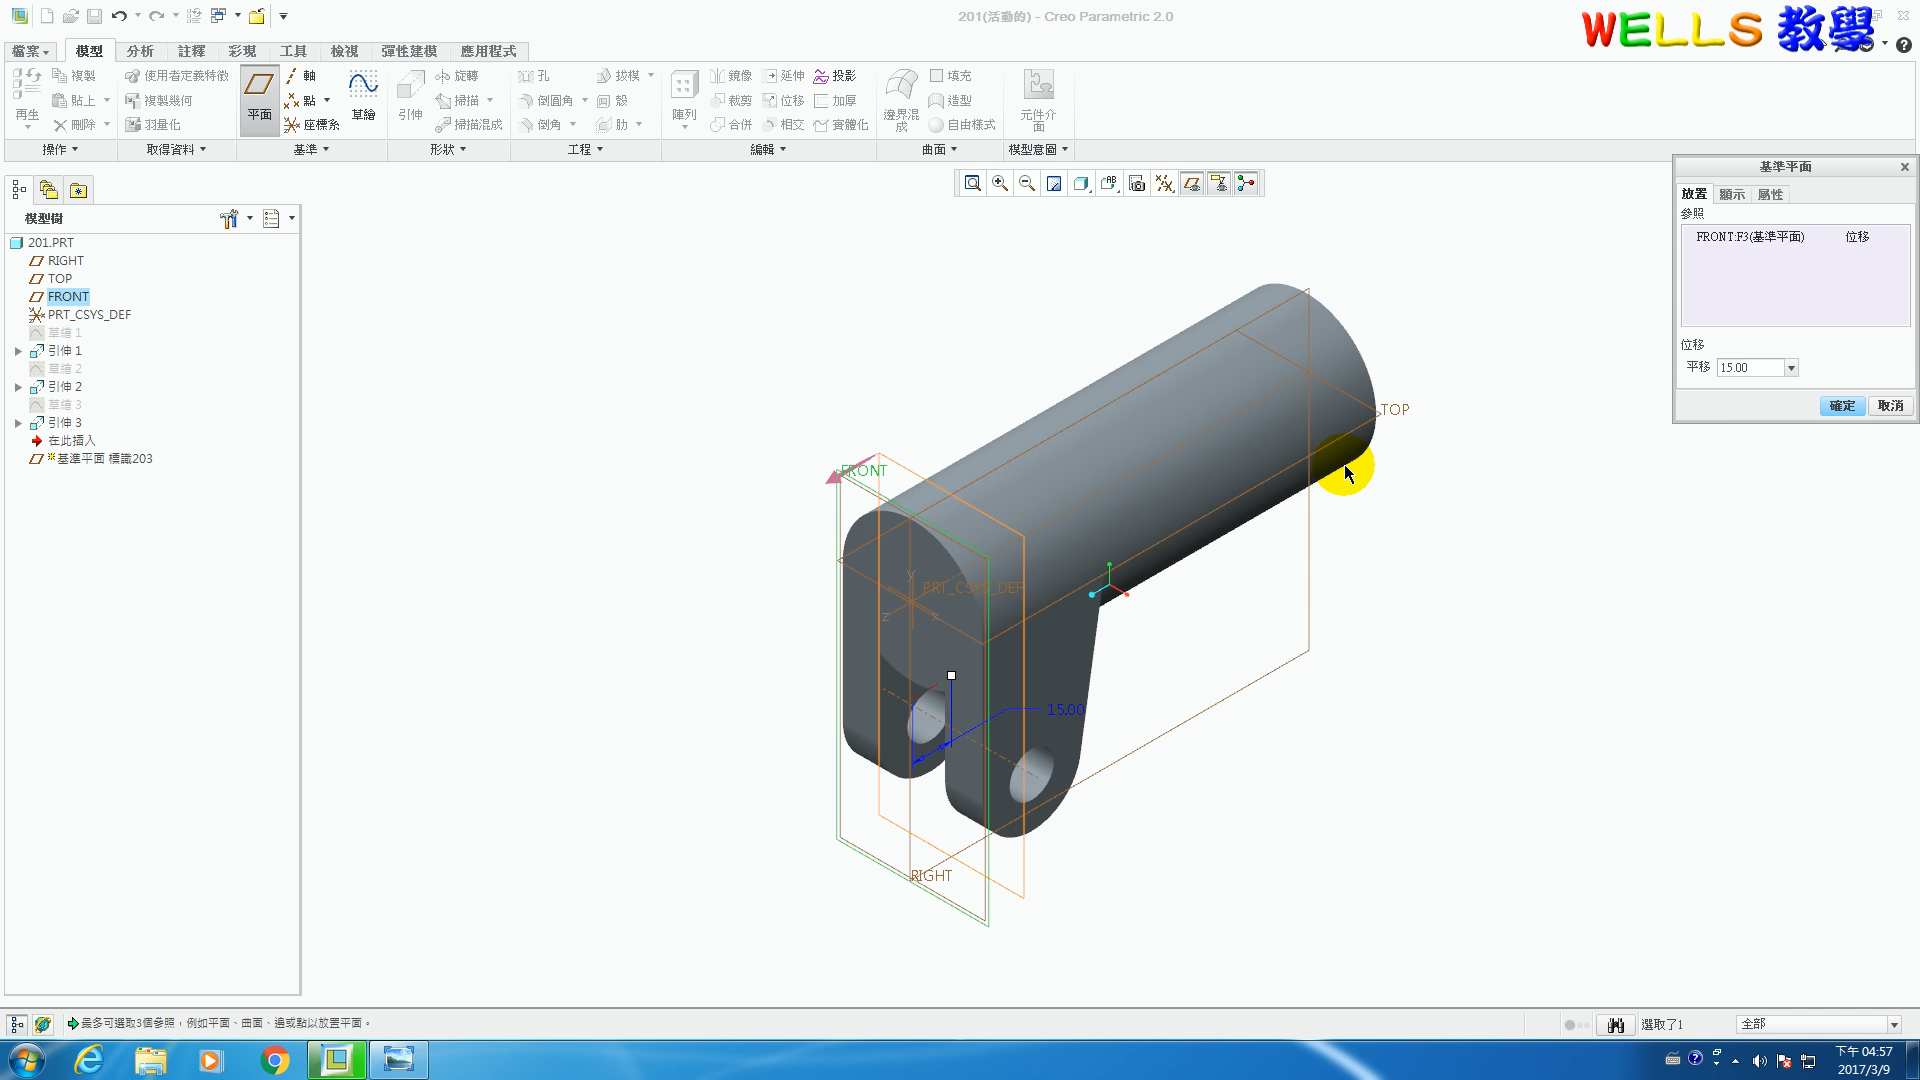 201(活動的) - Creo Parametric 2.0
WELLS 教學
檔案 模型 分析 註釋 彩現 工具 檢視 彈性建模 應用程式
再生 複製 貼上 刪除
使用者定義特徵 複製幾何 羽量化
平面 軸 點 座標系 草繪
引伸 旋轉 掃描 掃描混成
孔 倒圓角 倒角 拔模 殼 肋
陣列 鏡像 裁剪 合併 延伸 位移 相交 投影 加厚 實體化
邊界混成 填充 造型 自由樣式
元件介面
操作 取得資料 基準 形狀 工程 編輯 曲面 模型意圖
模型樹
201.PRT
RIGHT
TOP
FRONT
PRT_CSYS_DEF
草繪 1
引伸 1
草繪 2
引伸 2
草繪 3
引伸 3
在此插入
基準平面 標識203
基準平面
放置 顯示 屬性
參照
FRONT:F3(基準平面) 位移
位移
平移 15.00
確定 取消
TOP
FRONT
PRT_CSYS_DEF
Y
Z
X
15.00
RIGHT
最多可選取3個參照，例如平面、曲面、邊或點以放置平面。
選取了1
全部
下午 04:57
2017/3/9